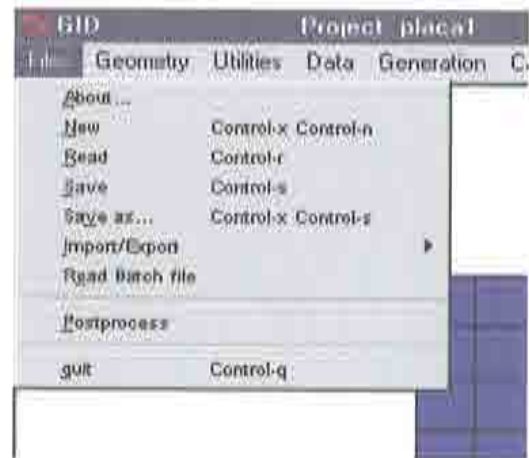 GID Project placa1
Geometry Utilities Data Generation
About...
New Control-x Control-n
Read Control-r
Save Control-s
Save as... Control-x Control-s
Import/Export
Read Batch file
Postprocess
quit Control-q